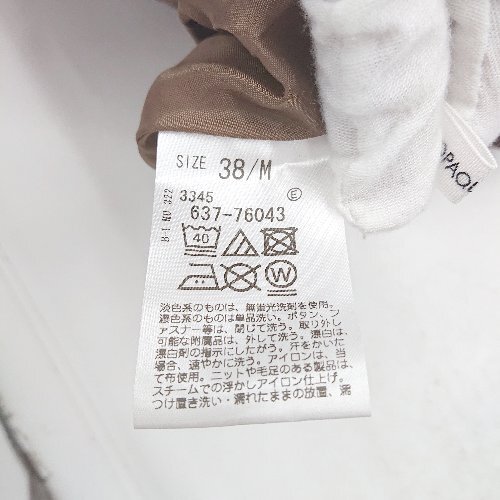 SIZE 38/M
3345 Ⓔ
637-76043
B-I NO 322
40
W
OPAQU
淡色系のものは、無蛍光洗剤を使用。
濃色系のものは単品洗い。ボタン、フ
ァスナー等は、閉じて洗う。取り外し
可能な附属品は、外して洗う。漂白は、
漂白剤の指示にしたがう。汗をかいた
場合、速やかに洗う。アイロンは、当
て布使用。ニットや毛足のある製品は、
スチームでの浮かしアイロン仕上げ。
つけ置き洗い・濡れたままの放置、濡